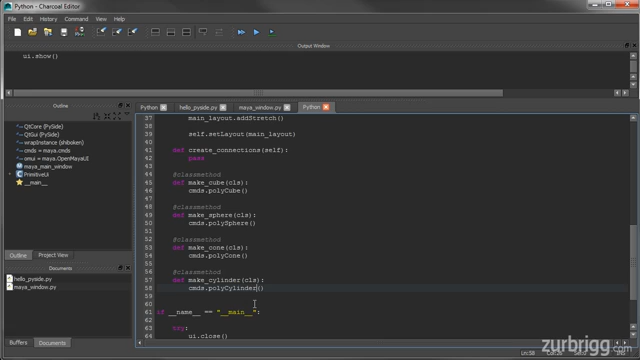 Python - Charcoal Editor
File Edit History Command View Help
Output Window
ui.show()
Outline
Python hello_pyside.py maya_window.py Python
QtCore (PySide)
QtGui (PySide)
wrapInstance (shiboken)
cmds = maya.cmds
omui = maya.OpenMayaUI
maya_main_window
PrimitiveUi
__main__
37 main_layout.addStretch()
38
39 self.setLayout(main_layout)
40
41 def create_connections(self):
42 pass
43
44 #classmethod
45 def make_cube(cls):
46 cmds.polyCube()
47
48 #classmethod
49 def make_sphere(cls):
50 cmds.polySphere()
51
52 #classmethod
53 def make_cone(cls):
54 cmds.polyCone()
55
56 #classmethod
57 def make_cylinder(cls):
58 cmds.polyCylinder()
59
60
61 if __name__ == "__main__":
62
63 try:
64 ui.close()
Outline Project View
Documents
hello_pyside.py
maya_window.py
Buffers Documents
Ln:58
zurbrigg.com